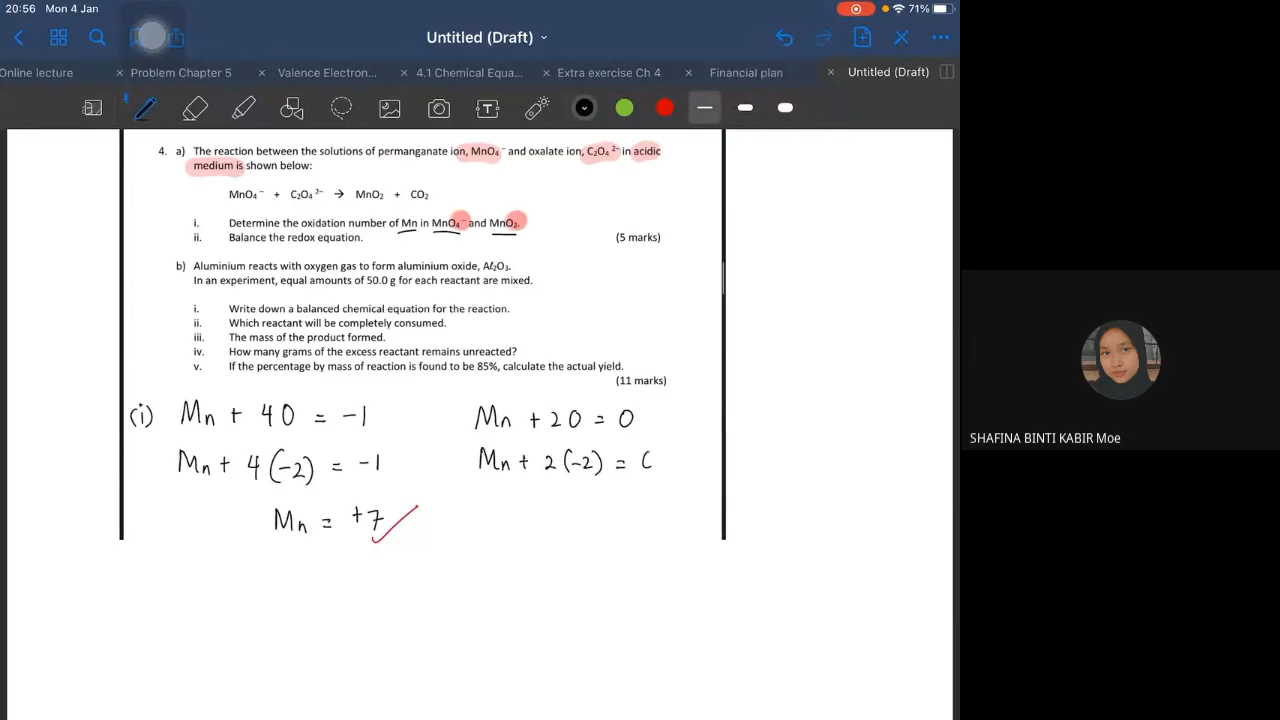 20:56 Mon 4 Jan
71%
Untitled (Draft)
Online lecture
Problem Chapter 5
Valence Electron...
4.1 Chemical Equa...
Extra exercise Ch 4
Financial plan
Untitled (Draft)
4. a) The reaction between the solutions of permanganate ion, MnO₄⁻ and oxalate ion, C₂O₄²⁻ in acidic
medium is shown below:
MnO₄⁻ + C₂O₄²⁻ → MnO₂ + CO₂
i. Determine the oxidation number of Mn in MnO₄⁻ and MnO₂.
ii. Balance the redox equation. (5 marks)
b) Aluminium reacts with oxygen gas to form aluminium oxide, Aℓ₂O₃.
In an experiment, equal amounts of 50.0 g for each reactant are mixed.
i. Write down a balanced chemical equation for the reaction.
ii. Which reactant will be completely consumed.
iii. The mass of the product formed.
iv. How many grams of the excess reactant remains unreacted?
v. If the percentage by mass of reaction is found to be 85%, calculate the actual yield.
(11 marks)
(i) Mn + 4O = -1
Mn + 4(-2) = -1
Mn = +7
Mn + 2O = 0
Mn + 2(-2) = 0
SHAFINA BINTI KABIR Moe